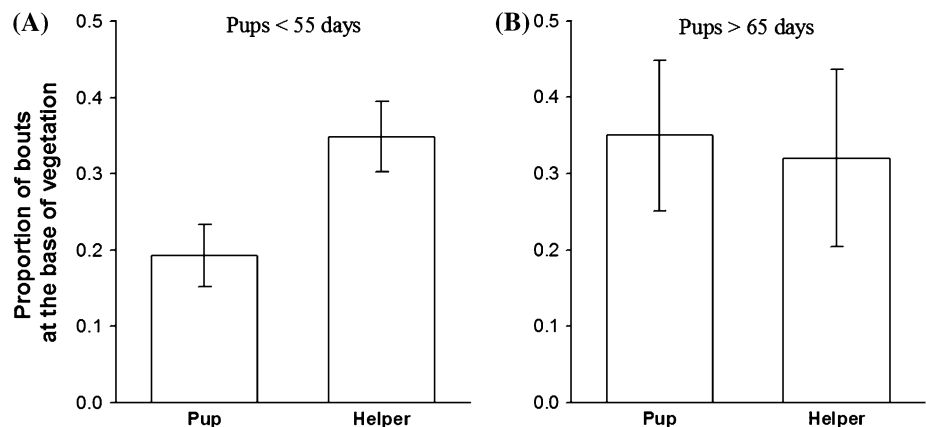 (A)
Pups < 55 days
Proportion of bouts
at the base of vegetation
0.5
0.4
0.3
0.2
0.1
0.0
Pup
Helper
(B)
Pups > 65 days
0.5
0.4
0.3
0.2
0.1
0.0
Pup
Helper